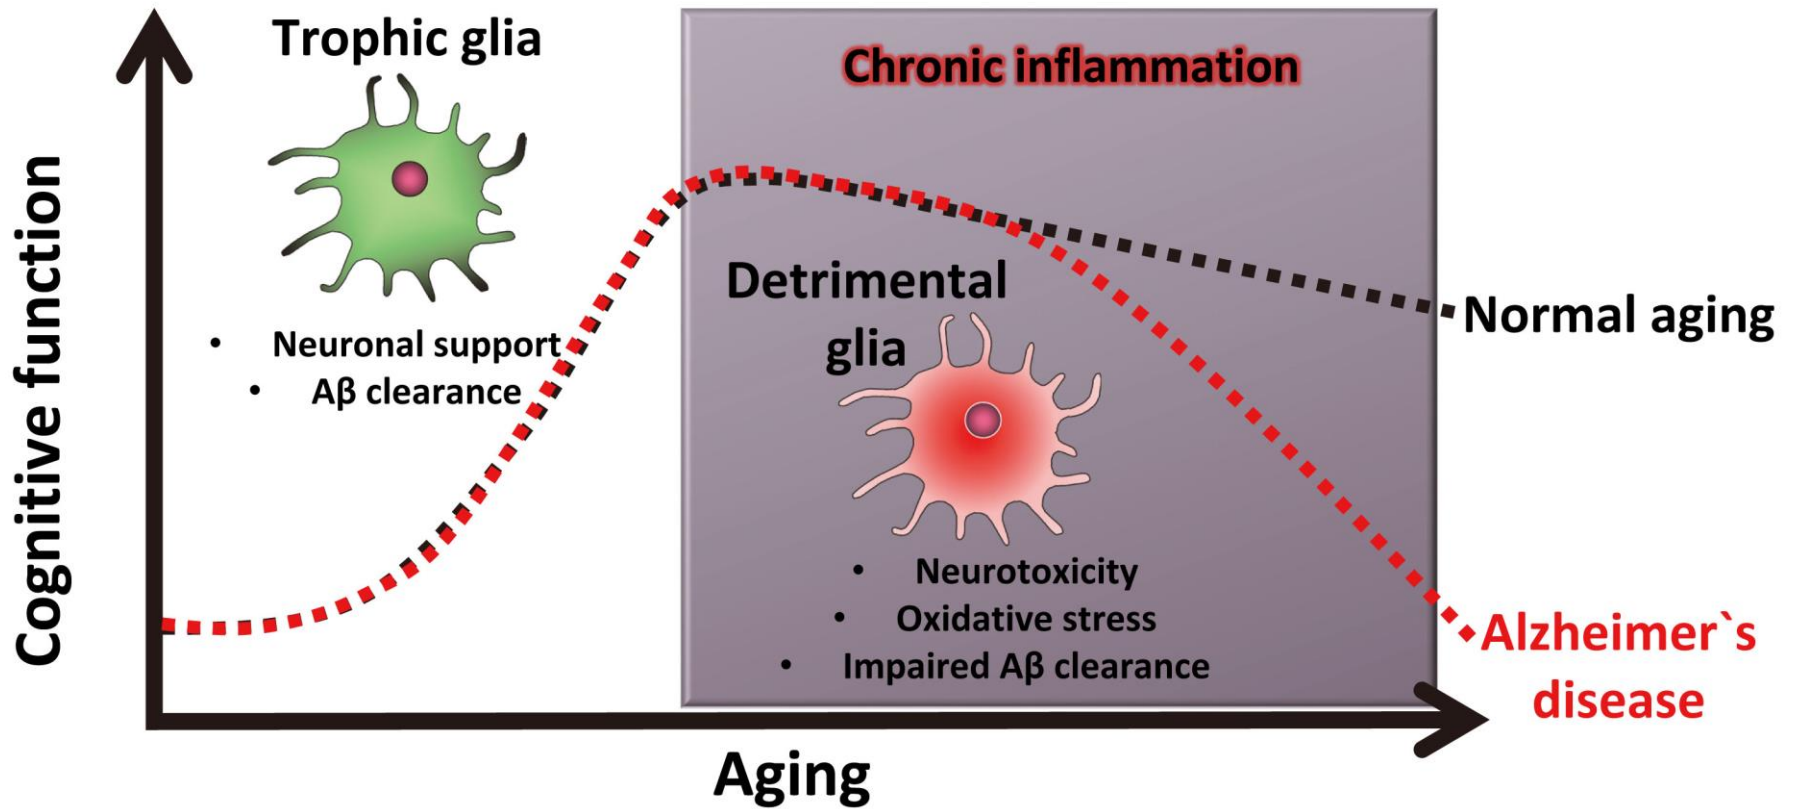 Trophic glia
Chronic inflammation
Cognitive function
• Neuronal support
• Aβ clearance
Detrimental
glia
• Neurotoxicity
• Oxidative stress
• Impaired Aβ clearance
Normal aging
Alzheimer`s
disease
Aging